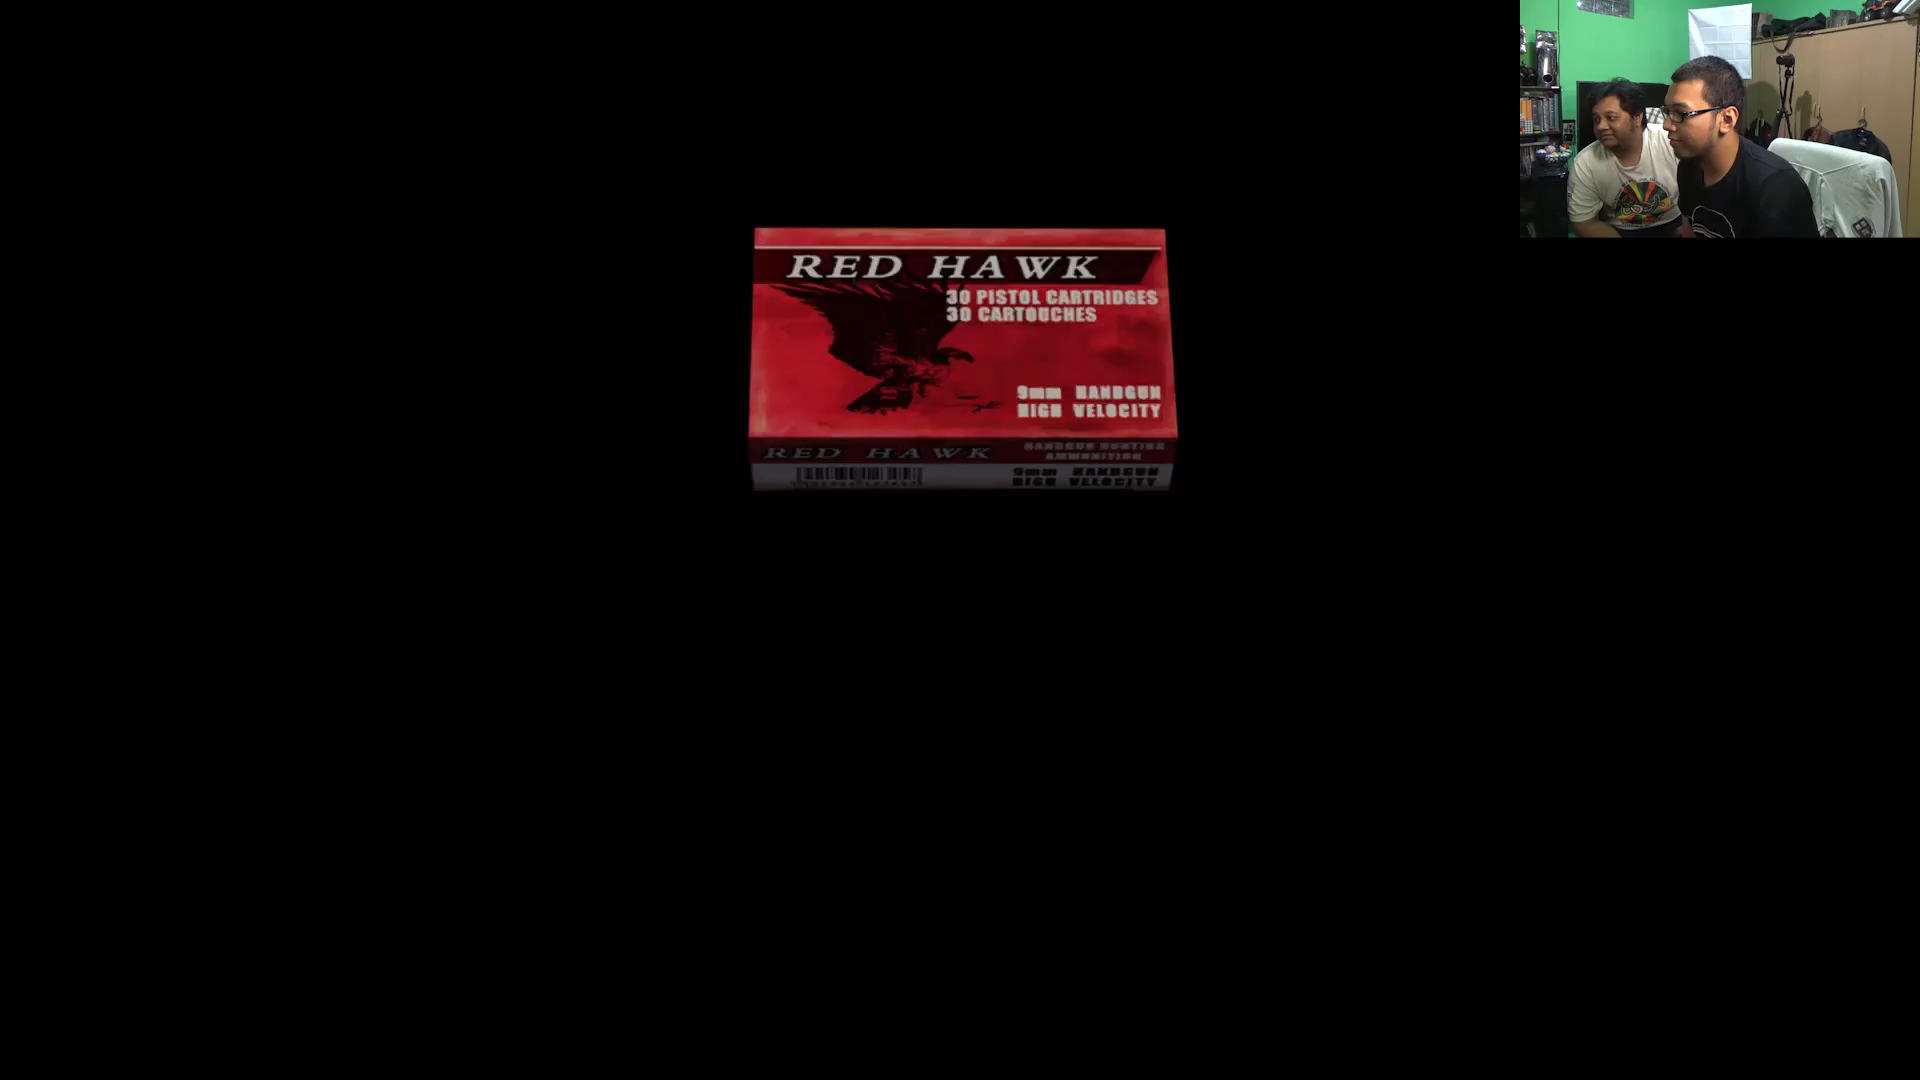 RED HAWK
30 PISTOL CARTRIDGES
30 CARTOUCHES
9mm HANDGUN
HIGH VELOCITY
RED HAWK
HANDGUN HUNTING
AMMUNITION
9mm HANDGUN
HIGH VELOCITY